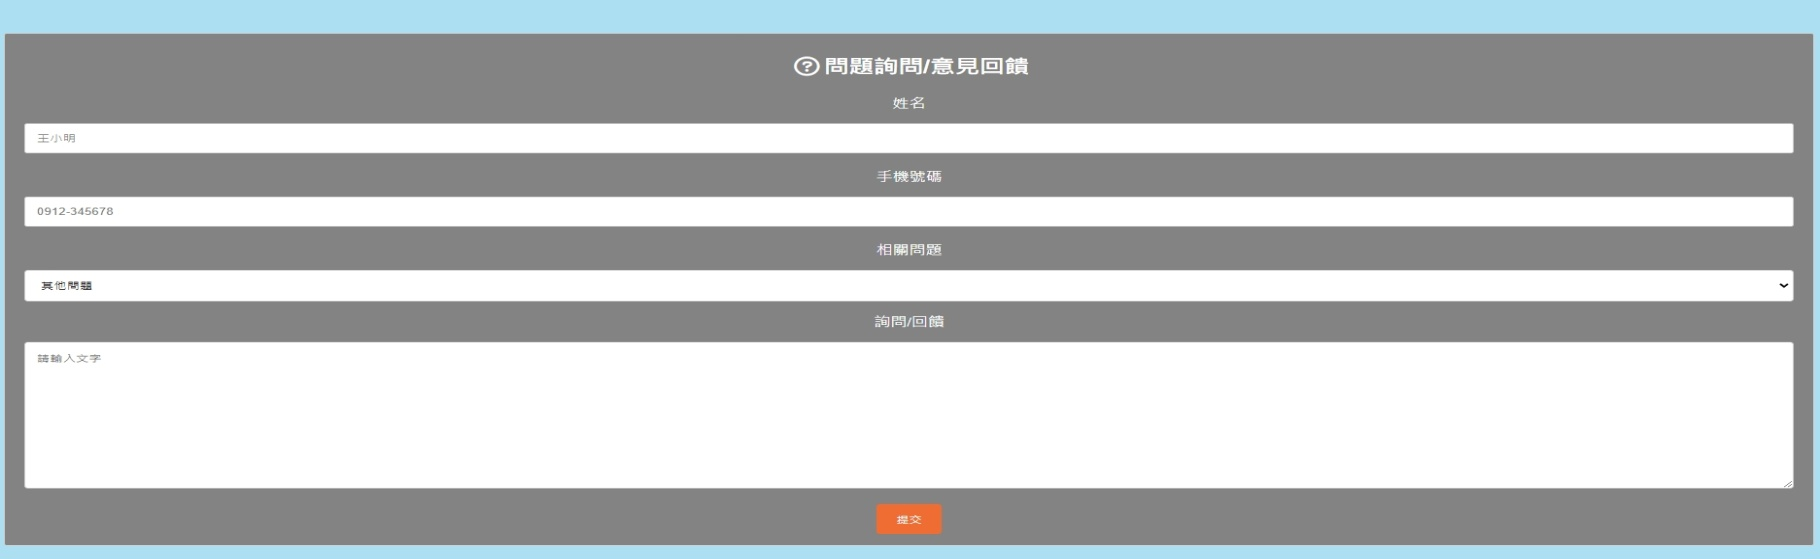 問題詢問/意見回饋
姓名
王小明
手機號碼
0912-345678
相關問題
其他問題
詢問/回饋
請輸入文字
提交